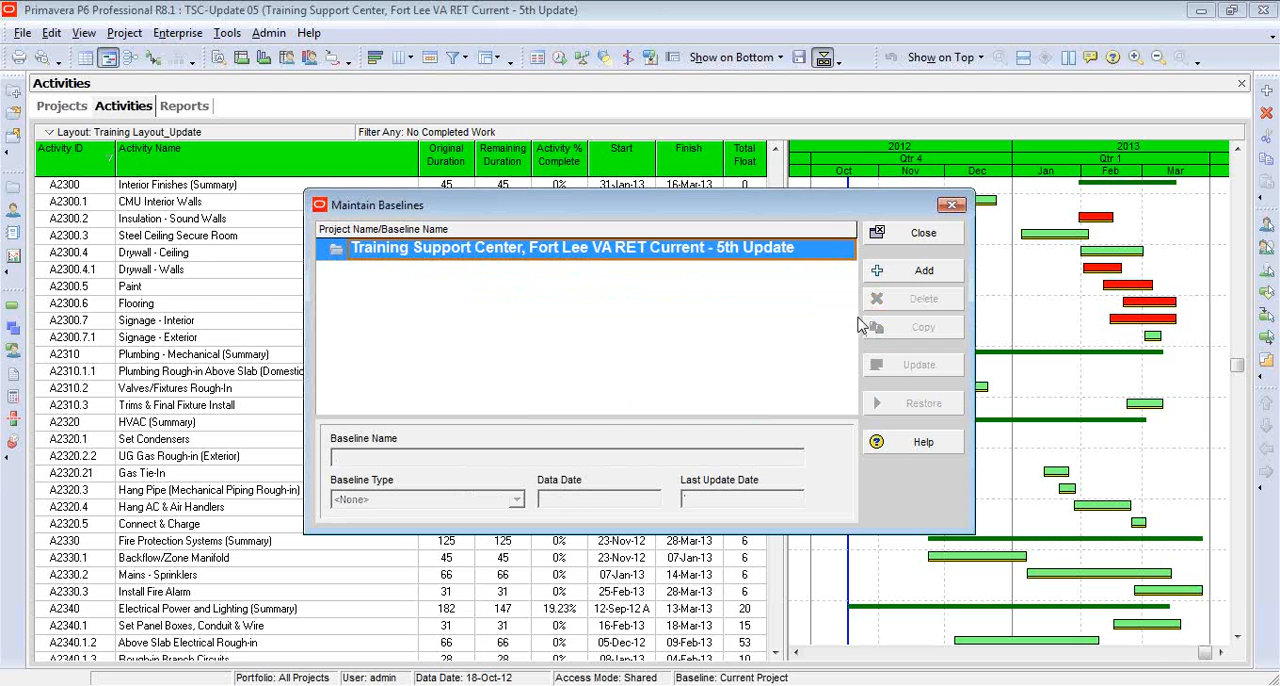 Primavera P6 Professional R8.1 : TSC-Update 05 (Training Support Center, Fort Lee VA RET Current - 5th Update)
File Edit View Project Enterprise Tools Admin Help
Show on Bottom Show on Top
Activities
Projects Activities Reports
Layout: Training Layout_Update Filter Any: No Completed Work
Activity ID Activity Name Original Duration Remaining Duration Activity % Complete Start Finish Total Float
2012 2013
Qtr 4 Qtr 1
Oct Nov Dec Jan Feb Mar
A2300 Interior Finishes (Summary) 45 45 0% 31-Jan-13 16-Mar-13 0
A2300.1 CMU Interior Walls
A2300.2 Insulation - Sound Walls
A2300.3 Steel Ceiling Secure Room
A2300.4 Drywall - Ceiling
A2300.4.1 Drywall - Walls
A2300.5 Paint
A2300.6 Flooring
A2300.7 Signage - Interior
A2300.7.1 Signage - Exterior
A2310 Plumbing - Mechanical (Summary)
A2310.1.1 Plumbing Rough-in Above Slab (Domestic
A2310.2 Valves/Fixtures Rough-In
A2310.3 Trims & Final Fixture Install
A2320 HVAC (Summary)
A2320.1 Set Condensers
A2320.2.2 UG Gas Rough-in (Exterior)
A2320.21 Gas Tie-In
A2320.3 Hang Pipe (Mechanical Piping Rough-in)
A2320.4 Hang AC & Air Handlers
A2320.5 Connect & Charge
A2330 Fire Protection Systems (Summary) 125 125 0% 23-Nov-12 28-Mar-13 6
A2330.1 Backflow/Zone Manifold 45 45 0% 23-Nov-12 07-Jan-13 6
A2330.2 Mains - Sprinklers 66 66 0% 07-Jan-13 14-Mar-13 6
A2330.3 Install Fire Alarm 31 31 0% 25-Feb-13 28-Mar-13 6
A2340 Electrical Power and Lighting (Summary) 147 19.23% 12-Sep-12 A 13-Mar-13 20
A2340.1 Set Panel Boxes, Conduit & Wire 31 31 0% 16-Feb-13 18-Mar-13 15
A2340.1.2 Above Slab Electrical Rough-in 66 66 0% 05-Dec-12 09-Feb-13 53
A2340.1.3 Rough-in Branch Circuits 28 28 0% 10-Feb-13 09-Mar-13 10
Maintain Baselines
Project Name/Baseline Name
Training Support Center, Fort Lee VA RET Current - 5th Update
Close
Add
Delete
Copy
Update
Restore
Help
Baseline Name
Baseline Type Data Date Last Update Date
<None>
Portfolio: All Projects User: admin Data Date: 18-Oct-12 Access Mode: Shared Baseline: Current Project